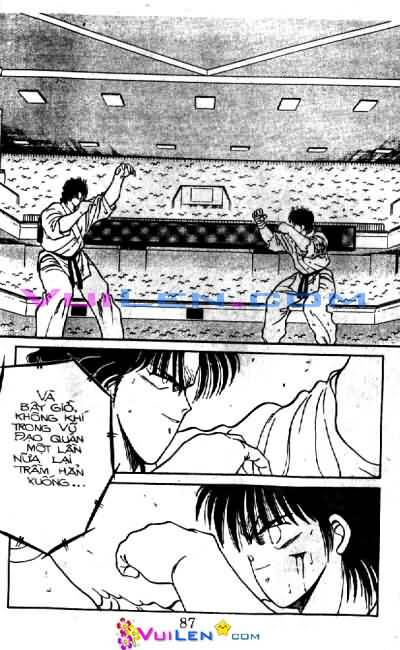 VuiLen.com
VÀ
BÂY GIỜ,
KHÔNG KHÍ
TRONG VÕ
ĐẠO QUÁN
MỘT LẦN
NỮA LẠI
TRẦM HẲN
XUỐNG...
87
VuiLen.com